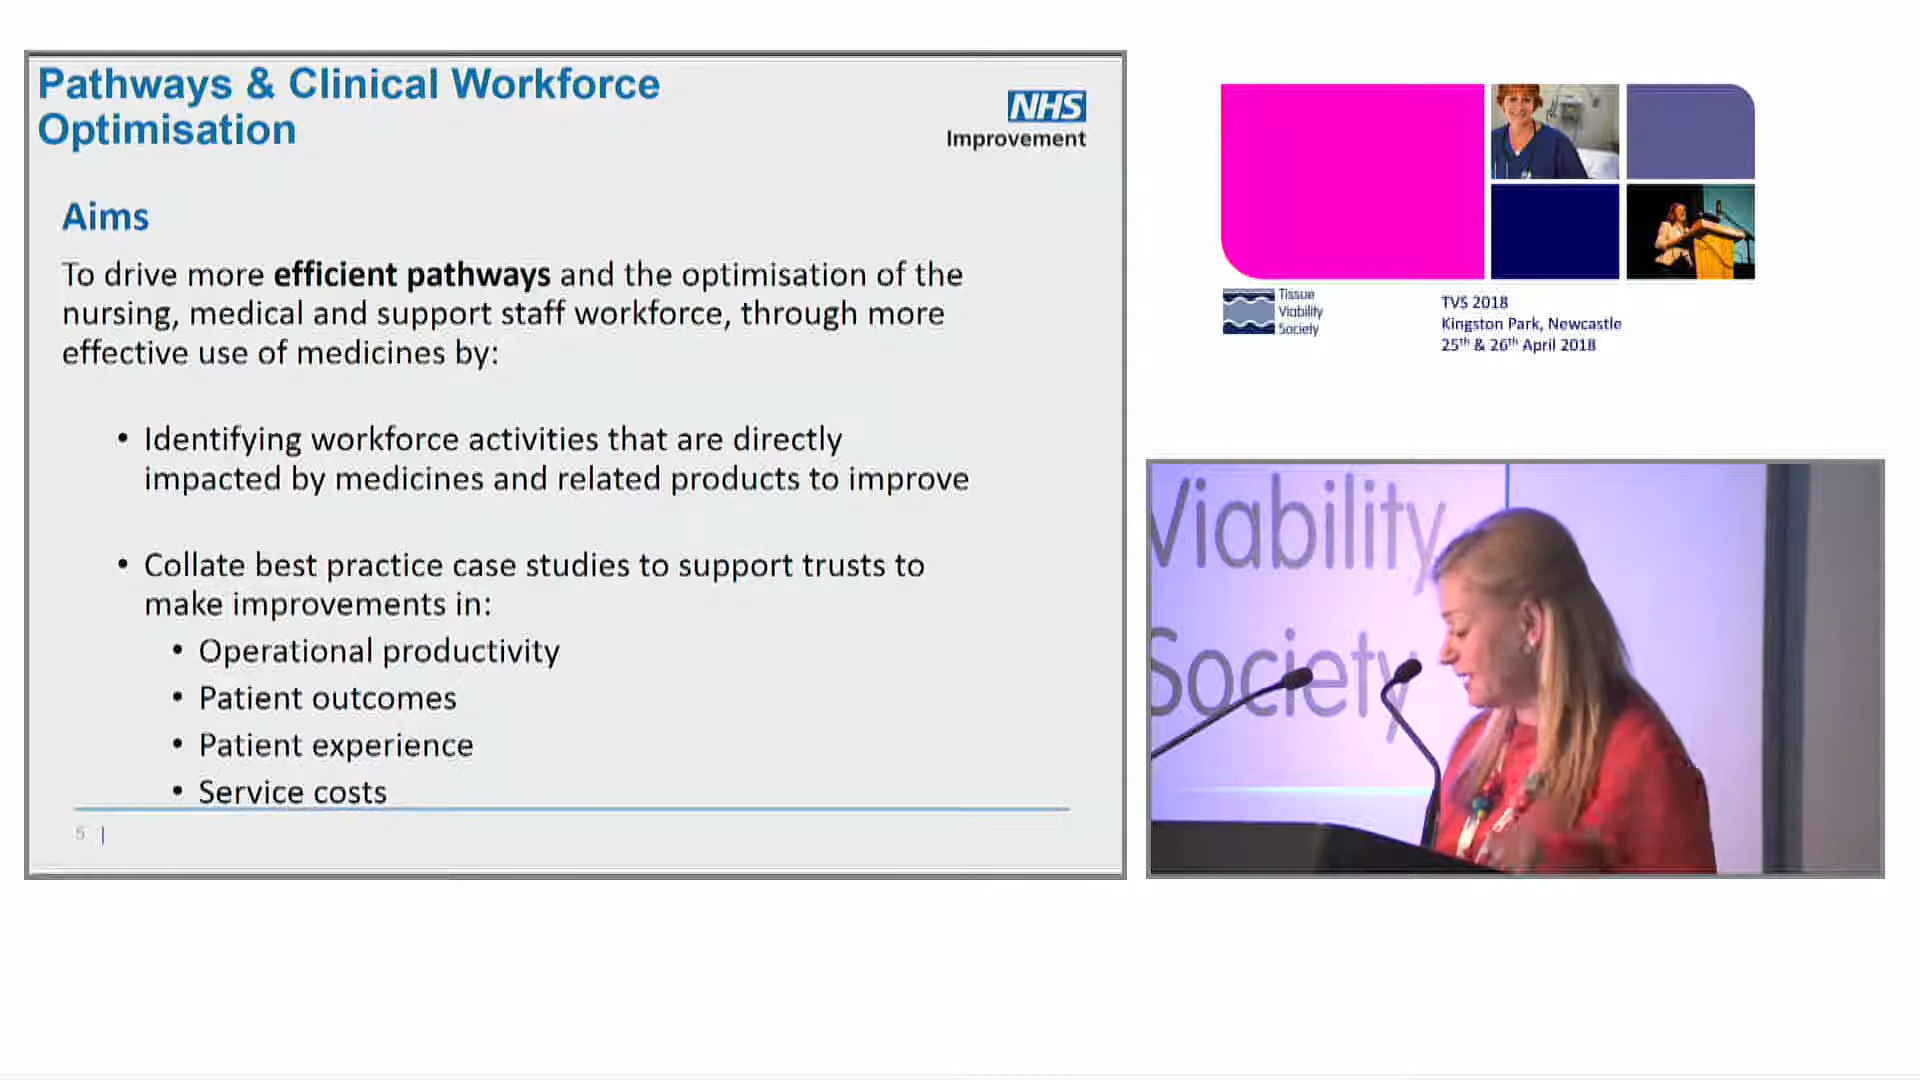 Pathways & Clinical Workforce
Optimisation
NHS
Improvement
Aims
To drive more efficient pathways and the optimisation of the
nursing, medical and support staff workforce, through more
effective use of medicines by:
• Identifying workforce activities that are directly
impacted by medicines and related products to improve
• Collate best practice case studies to support trusts to
make improvements in:
• Operational productivity
• Patient outcomes
• Patient experience
• Service costs
5 |
Tissue
Viability
Society
TVS 2018
Kingston Park, Newcastle
25th & 26th April 2018
Viability
Society